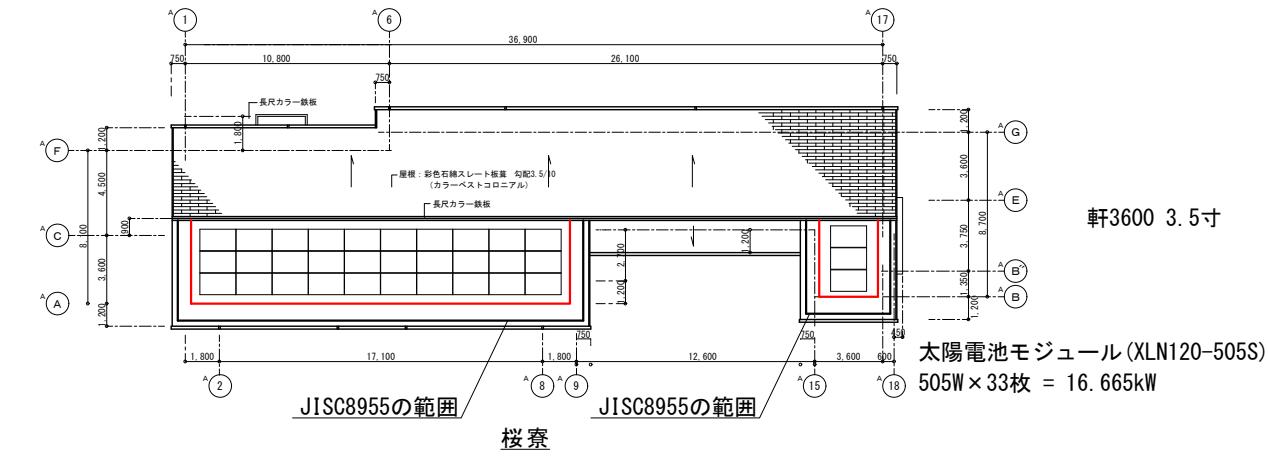 A 1
A 6
A 17
36,900
750
10,800
26,100
750
750
長尺カラー鉄板
1,800
1,200
1,200
A F
A G
4,500
3,600
屋根：彩色石綿スレート板葺 勾配3.5/10
(カラーベストコロニアル)
長尺カラー鉄板
A E
900
8,100
A C
軒3600 3.5寸
2,700
1,200
3,750
8,700
3,600
A B'
1,350
1,200
A A
A B
1,200
1,200
750
750
450
1,800
17,100
1,800
12,600
3,600
600
太陽電池モジュール(XLN120-505S)
A 2
A 8
A 9
A 15
A 18
505W×33枚 = 16.665kW
JISC8955の範囲
JISC8955の範囲
桜寮